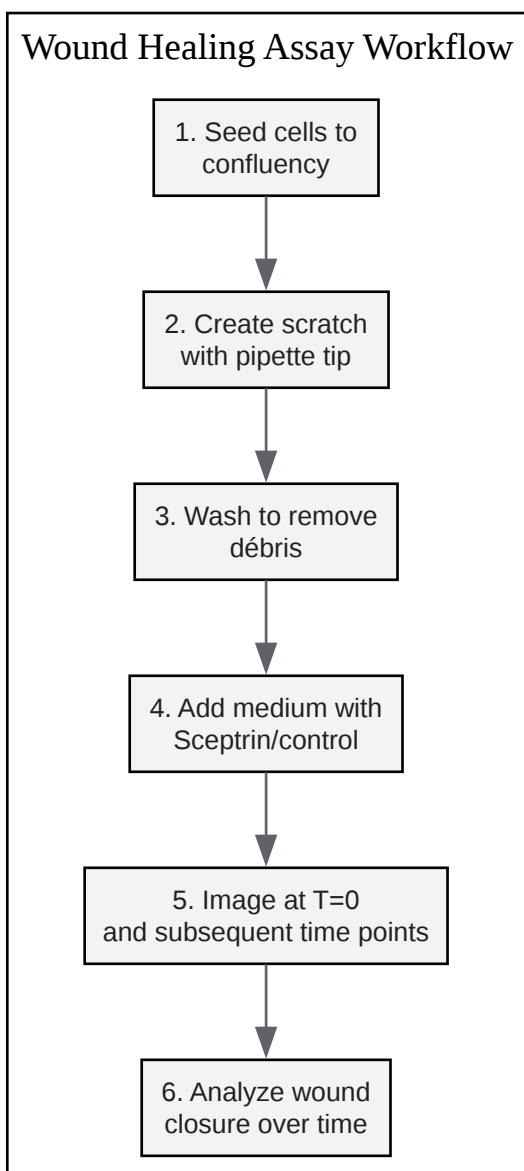 Wound Healing Assay Workflow
1. Seed cells to
confluency
2. Create scratch
with pipette tip
3. Wash to remove
débris
4. Add medium with
Sceptrin/control
5. Image at T=0
and subsequent time points
6. Analyze wound
closure over time